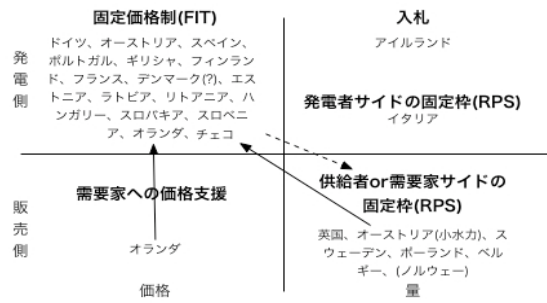 固定価格制(FIT)
ドイツ、オーストリア、スペイン、
ポルトガル、ギリシャ、フィンラン
ド、フランス、デンマーク(?)、エス
トニア、ラトビア、リトアニア、ハ
ンガリー、スロバキア、スロベニ
ア、オランダ、チェコ
入札
アイルランド
発電者サイドの固定枠(RPS)
イタリア
発電側
需要家への価格支援
オランダ
供給者or需要家サイドの
固定枠(RPS)
英国、オーストリア(小水力)、ス
ウェーデン、ポーランド、ベル
ギー、(ノルウェー)
販売側
価格
量